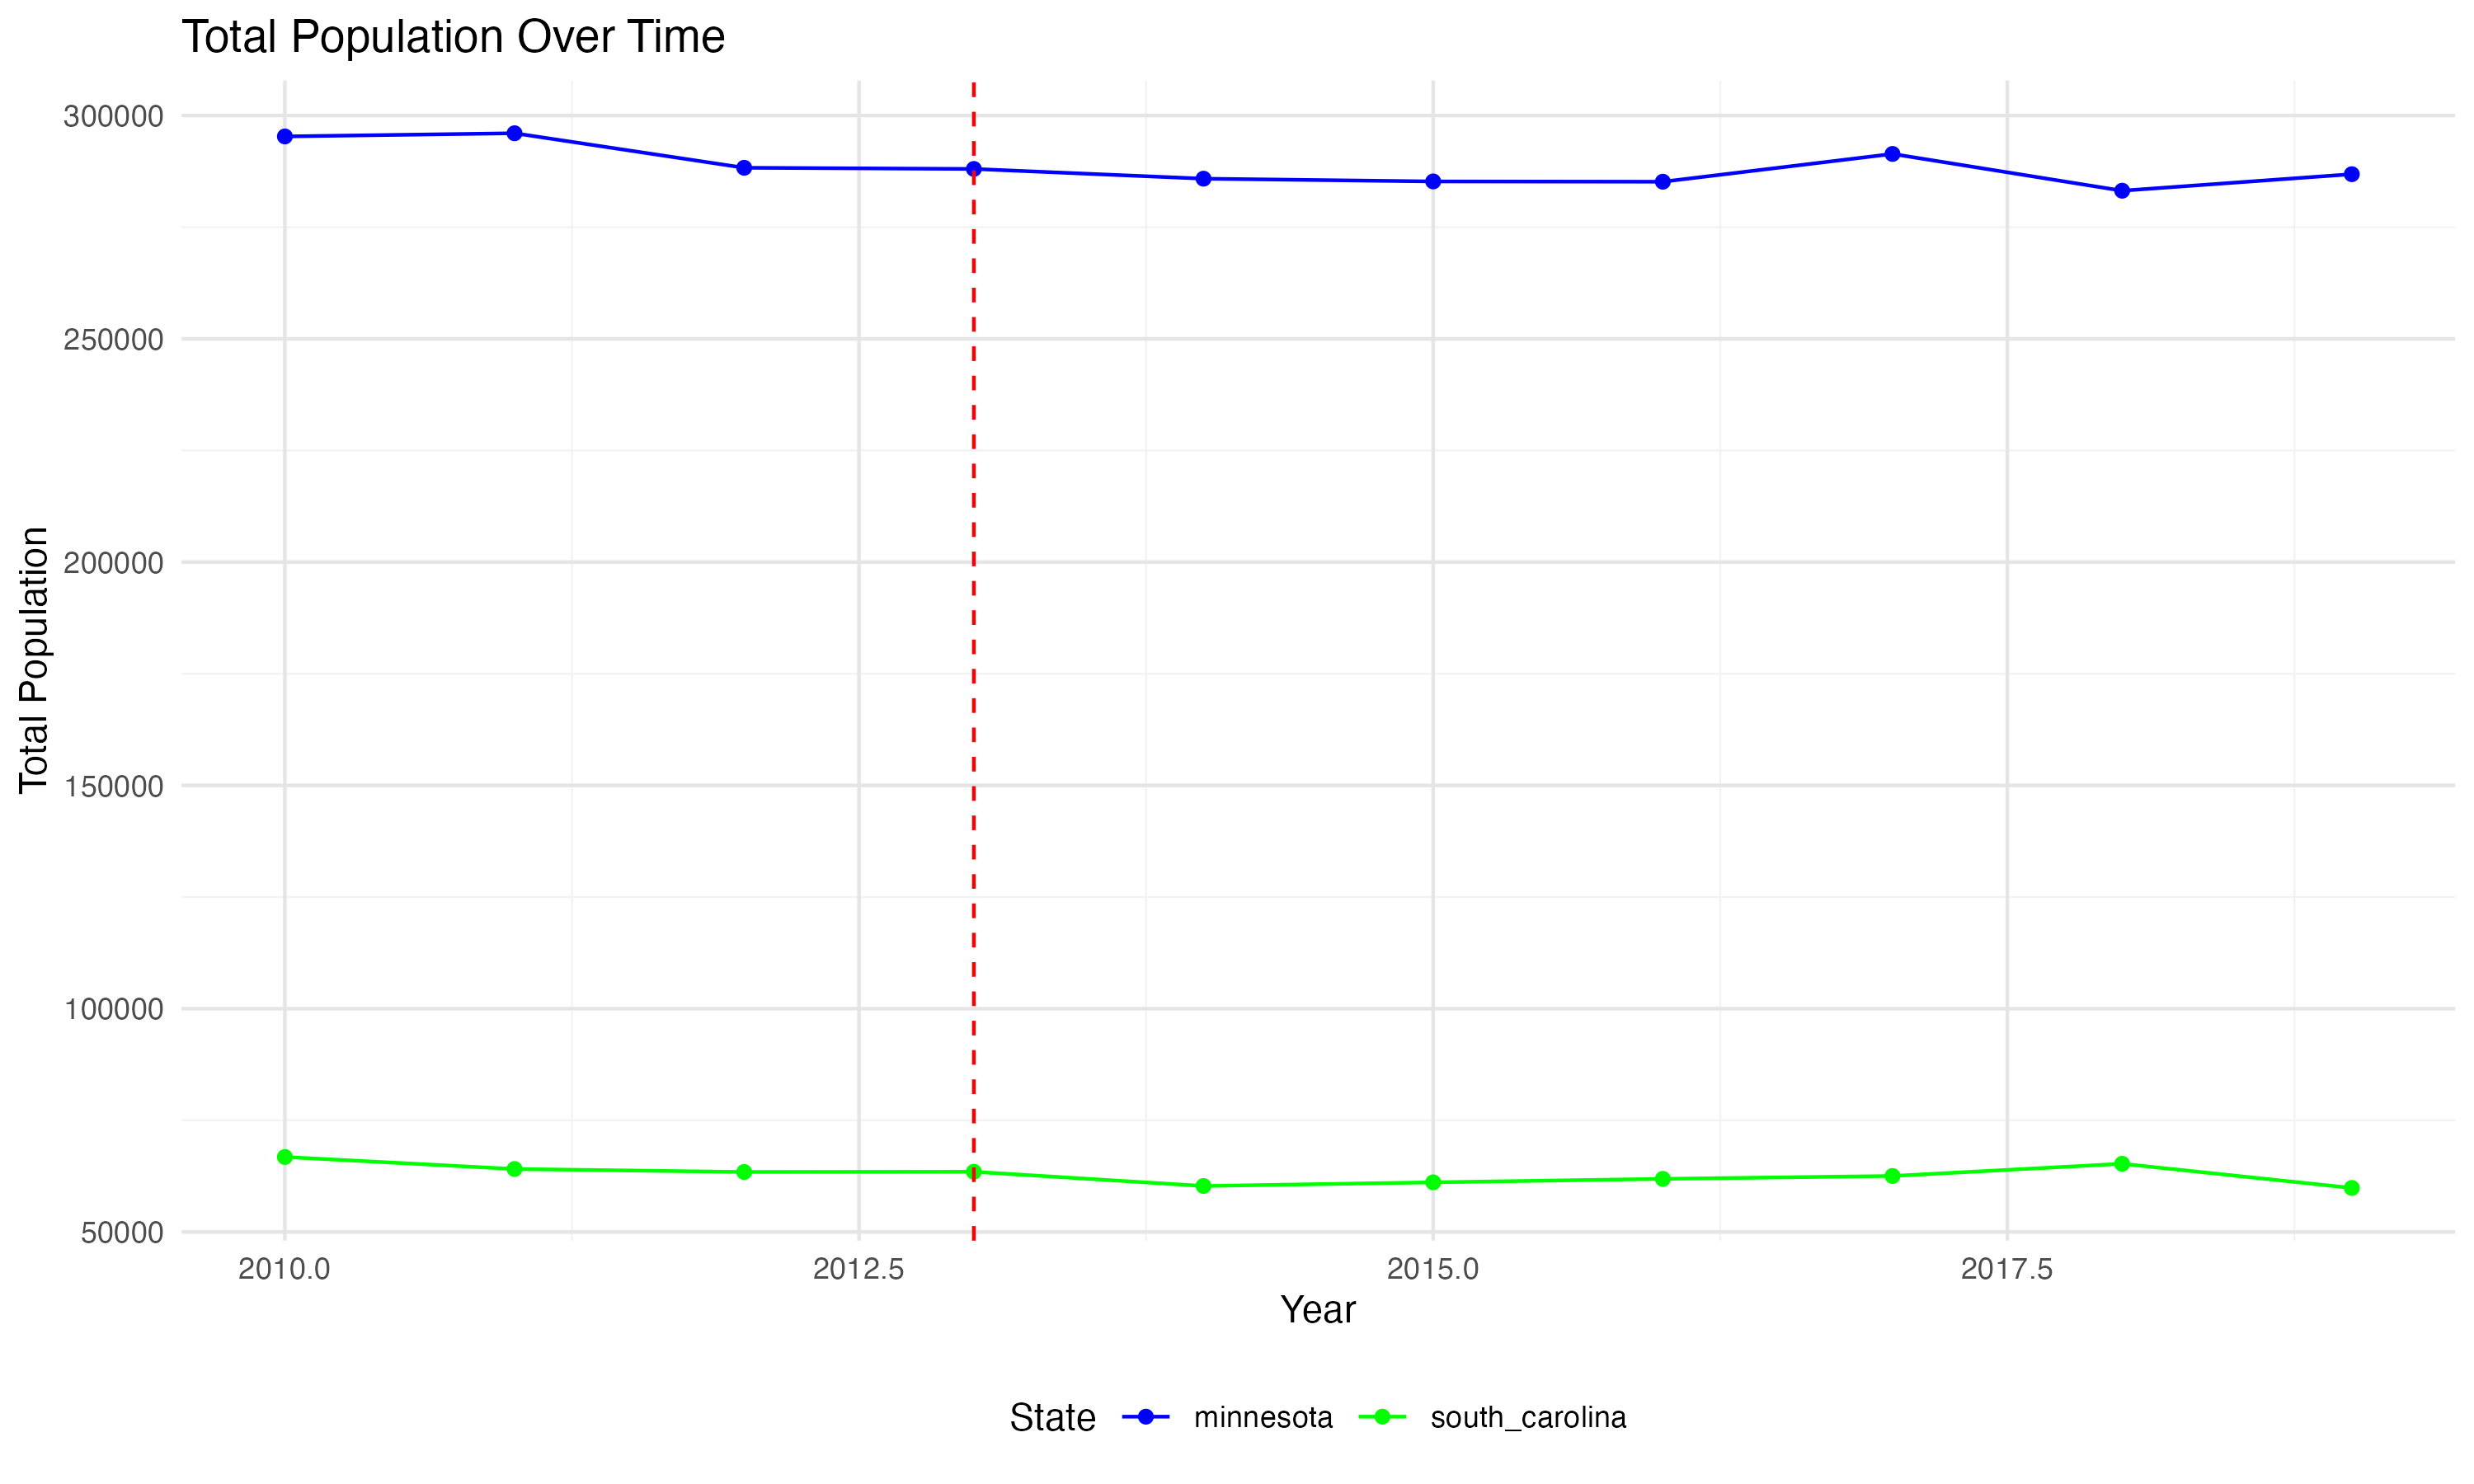 Total Population Over Time
Total Population
300000
250000
200000
150000
100000
50000
2010.0 2012.5 2015.0 2017.5
Year
State minnesota south_carolina